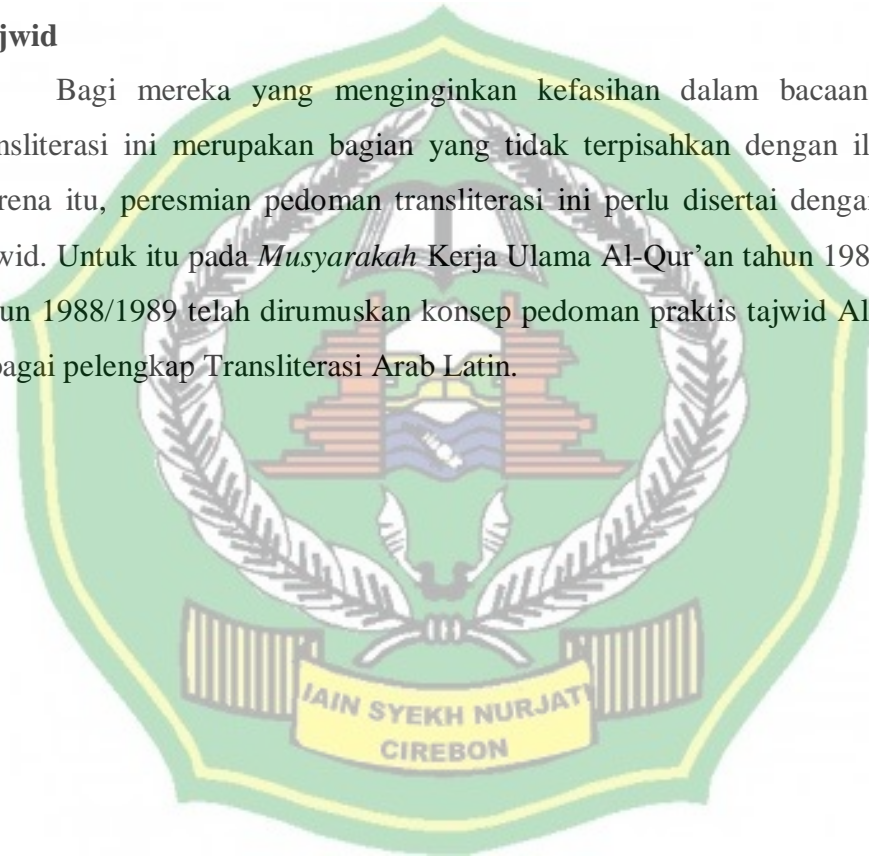 jwid
Bagi mereka yang menginginkan kefasihan dalam bacaan
nsliterasi ini merupakan bagian yang tidak terpisahkan dengan il
rena itu, peresmian pedoman transliterasi ini perlu disertai denga
wid. Untuk itu pada Musyarakah Kerja Ulama Al-Qur'an tahun 198
un 1988/1989 telah dirumuskan konsep pedoman praktis tajwid Al
bagai pelengkap Transliterasi Arab Latin.
IAIN SYEKH NURJATI
CIREBON